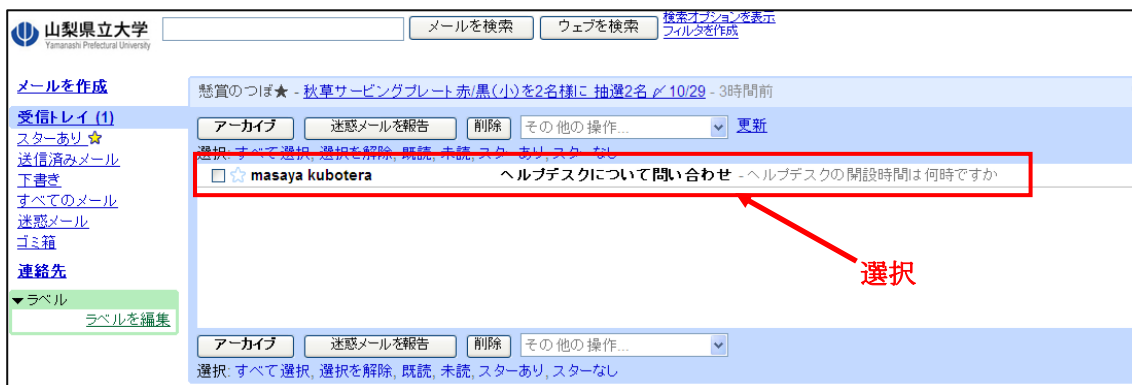 山梨県立大学
Yamanashi Prefectural University
メールを検索 ウェブを検索 検索オプションを表示
フィルタを作成
メールを作成
受信トレイ (1)
スターあり
送信済みメール
下書き
すべてのメール
迷惑メール
ゴミ箱
連絡先
▼ラベル
ラベルを編集
懸賞のつぼ★ - 秋草サービングプレート赤/黒(小)を2名様に 抽選2名 〆10/29 - 3時間前
アーカイブ 迷惑メールを報告 削除 その他の操作... 更新
選択: すべて選択, 選択を解除, 既読, 未読, スターあり, スターなし
masaya kubotera ヘルプデスクについて問い合わせ - ヘルプデスクの開設時間は何時ですか
選択
アーカイブ 迷惑メールを報告 削除 その他の操作...
選択: すべて選択, 選択を解除, 既読, 未読, スターあり, スターなし